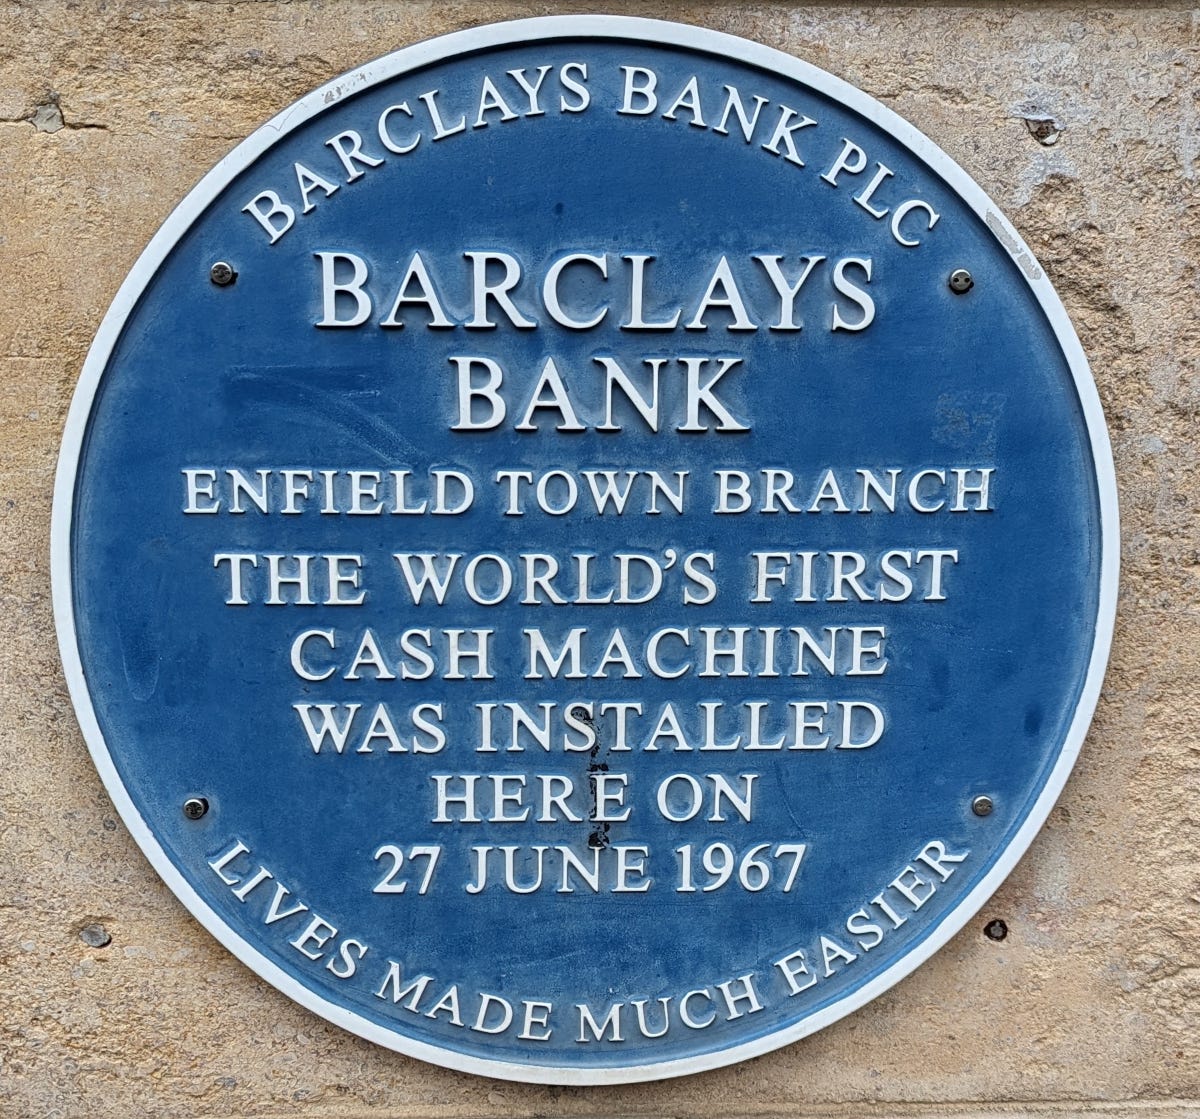 BARCLAYS BANK PLC
BARCLAYS
BANK
ENFIELD TOWN BRANCH
THE WORLD'S FIRST
CASH MACHINE
WAS INSTALLED
HERE ON
27 JUNE 1967
LIVES MADE MUCH EASIER